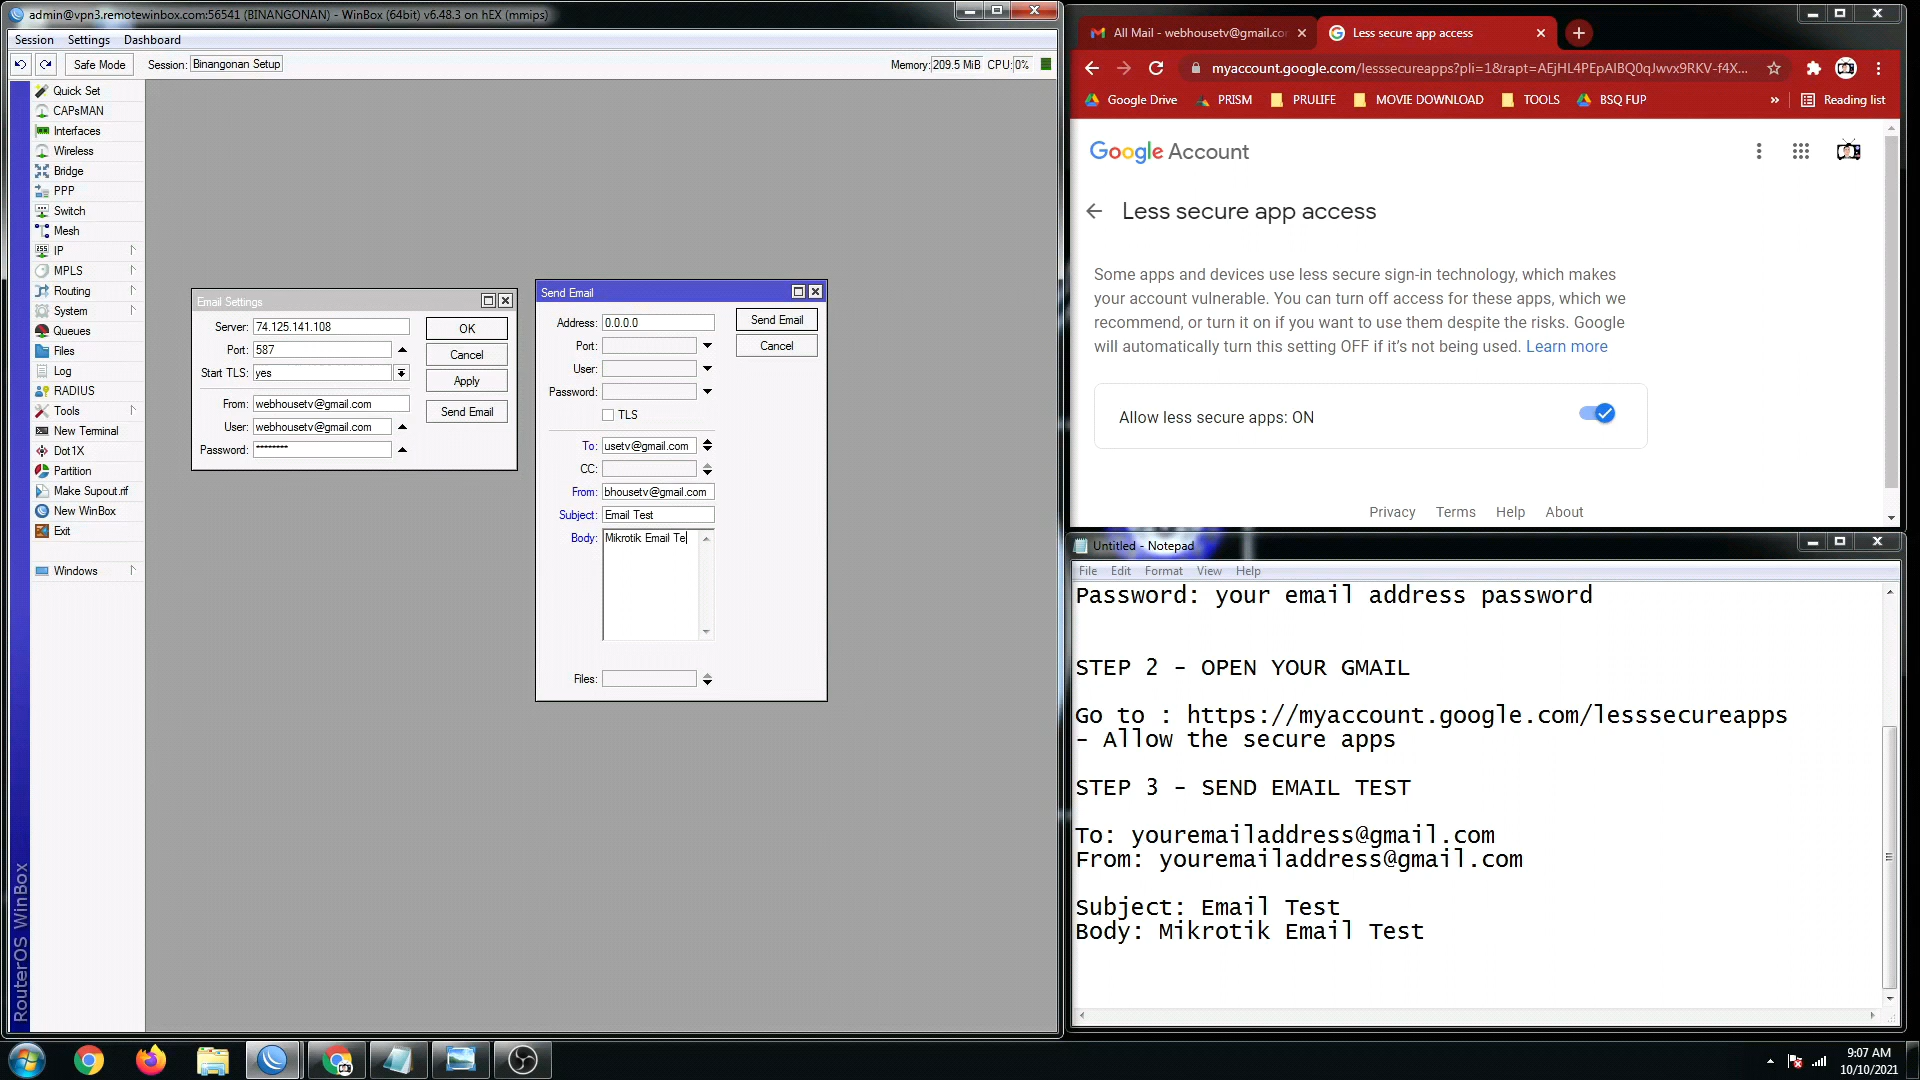 admin@vpn3.remotewinbox.com:56541 (BINANGONAN) - WinBox (64bit) v6.48.3 on hEX (mmips)
Session Settings Dashboard
Safe Mode Session: Binangonan Setup Memory: 209.5 MiB CPU: 0%
Quick Set
CAPsMAN
Interfaces
Wireless
Bridge
PPP
Switch
Mesh
IP
MPLS
Routing
System
Queues
Files
Log
RADIUS
Tools
New Terminal
Dot1X
Partition
Make Supout.rif
New WinBox
Exit
Windows
RouterOS WinBox
Email Settings
Server: 74.125.141.108
Port: 587
Start TLS: yes
From: webhousetv@gmail.com
User: webhousetv@gmail.com
Password: ********
OK
Cancel
Apply
Send Email
Send Email
Address: 0.0.0.0
Port:
User:
Password:
TLS
To: usetv@gmail.com
CC:
From: bhousetv@gmail.com
Subject: Email Test
Body: Mikrotik Email Te
Files:
Send Email
Cancel
All Mail - webhousetv@gmail.co
Less secure app access
myaccount.google.com/lesssecureapps?pli=1&rapt=AEjHL4PEpAIBQ0qJwvx9RKV-f4X...
Google Drive PRISM PRULIFE MOVIE DOWNLOAD TOOLS BSQ FUP » Reading list
Google Account
Less secure app access
Some apps and devices use less secure sign-in technology, which makes
your account vulnerable. You can turn off access for these apps, which we
recommend, or turn it on if you want to use them despite the risks. Google
will automatically turn this setting OFF if it's not being used. Learn more
Allow less secure apps: ON
Privacy Terms Help About
Untitled - Notepad
File Edit Format View Help
Password: your email address password
STEP 2 - OPEN YOUR GMAIL
Go to : https://myaccount.google.com/lesssecureapps
- Allow the secure apps
STEP 3 - SEND EMAIL TEST
To: youremailaddress@gmail.com
From: youremailaddress@gmail.com
Subject: Email Test
Body: Mikrotik Email Test
9:07 AM
10/10/2021